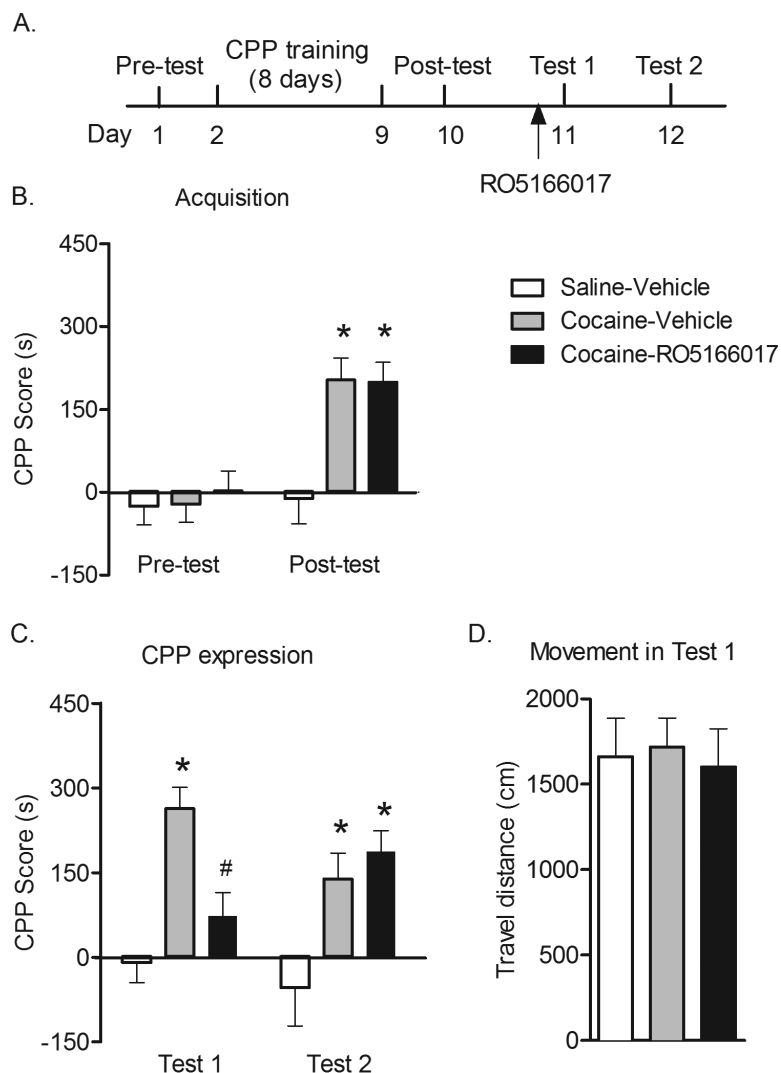 A.
Pre-test
CPP training
(8 days)
Post-test
Test 1
Test 2
Day 1 2 9 10 11 12
RO5166017
B.
Acquisition
450
300
150
0
-150
CPP Score (s)
* *
Pre-test Post-test
Saline-Vehicle
Cocaine-Vehicle
Cocaine-RO5166017
C.
CPP expression
450
300
150
0
-150
CPP Score (s)
* # * *
Test 1 Test 2
D.
Movement in Test 1
2000
1500
1000
500
0
Travel distance (cm)